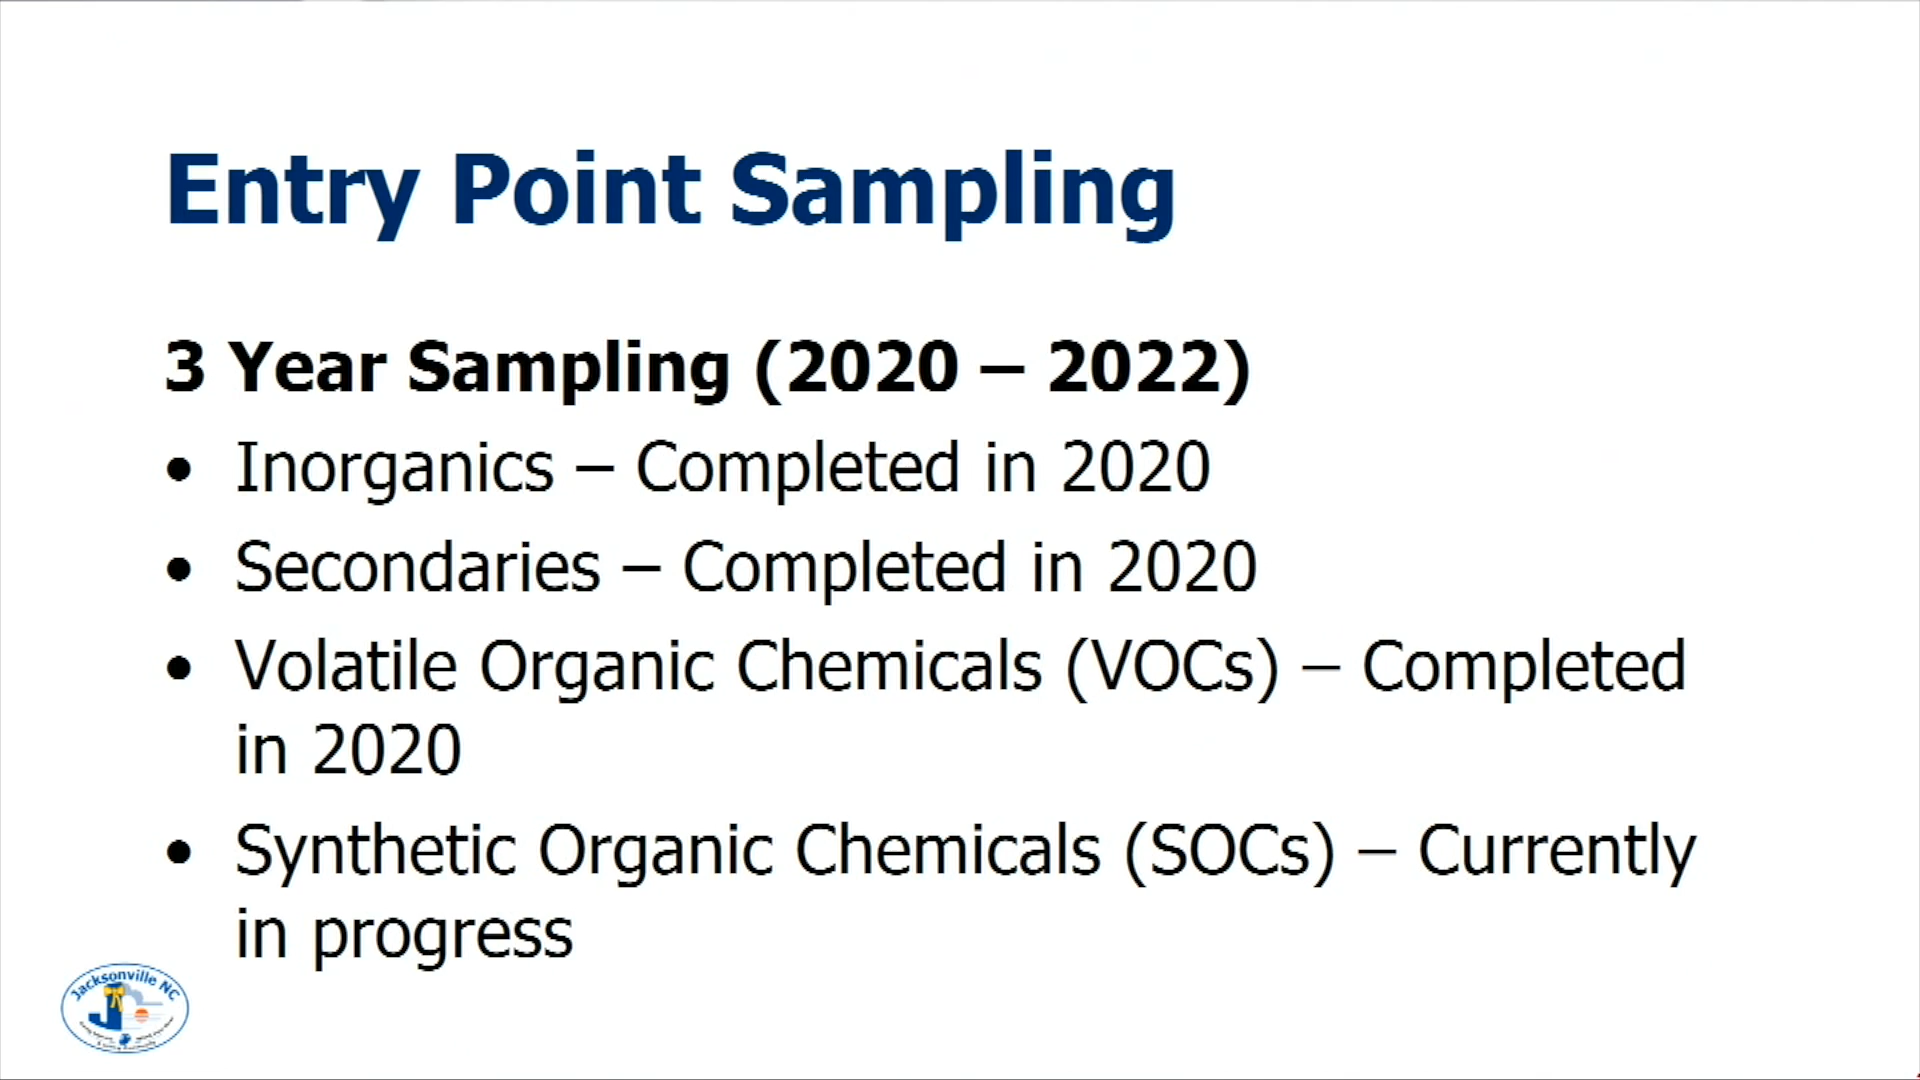 Entry Point Sampling
3 Year Sampling (2020 – 2022)
• Inorganics – Completed in 2020
• Secondaries – Completed in 2020
• Volatile Organic Chemicals (VOCs) – Completed
in 2020
• Synthetic Organic Chemicals (SOCs) – Currently
in progress
Jacksonville NC